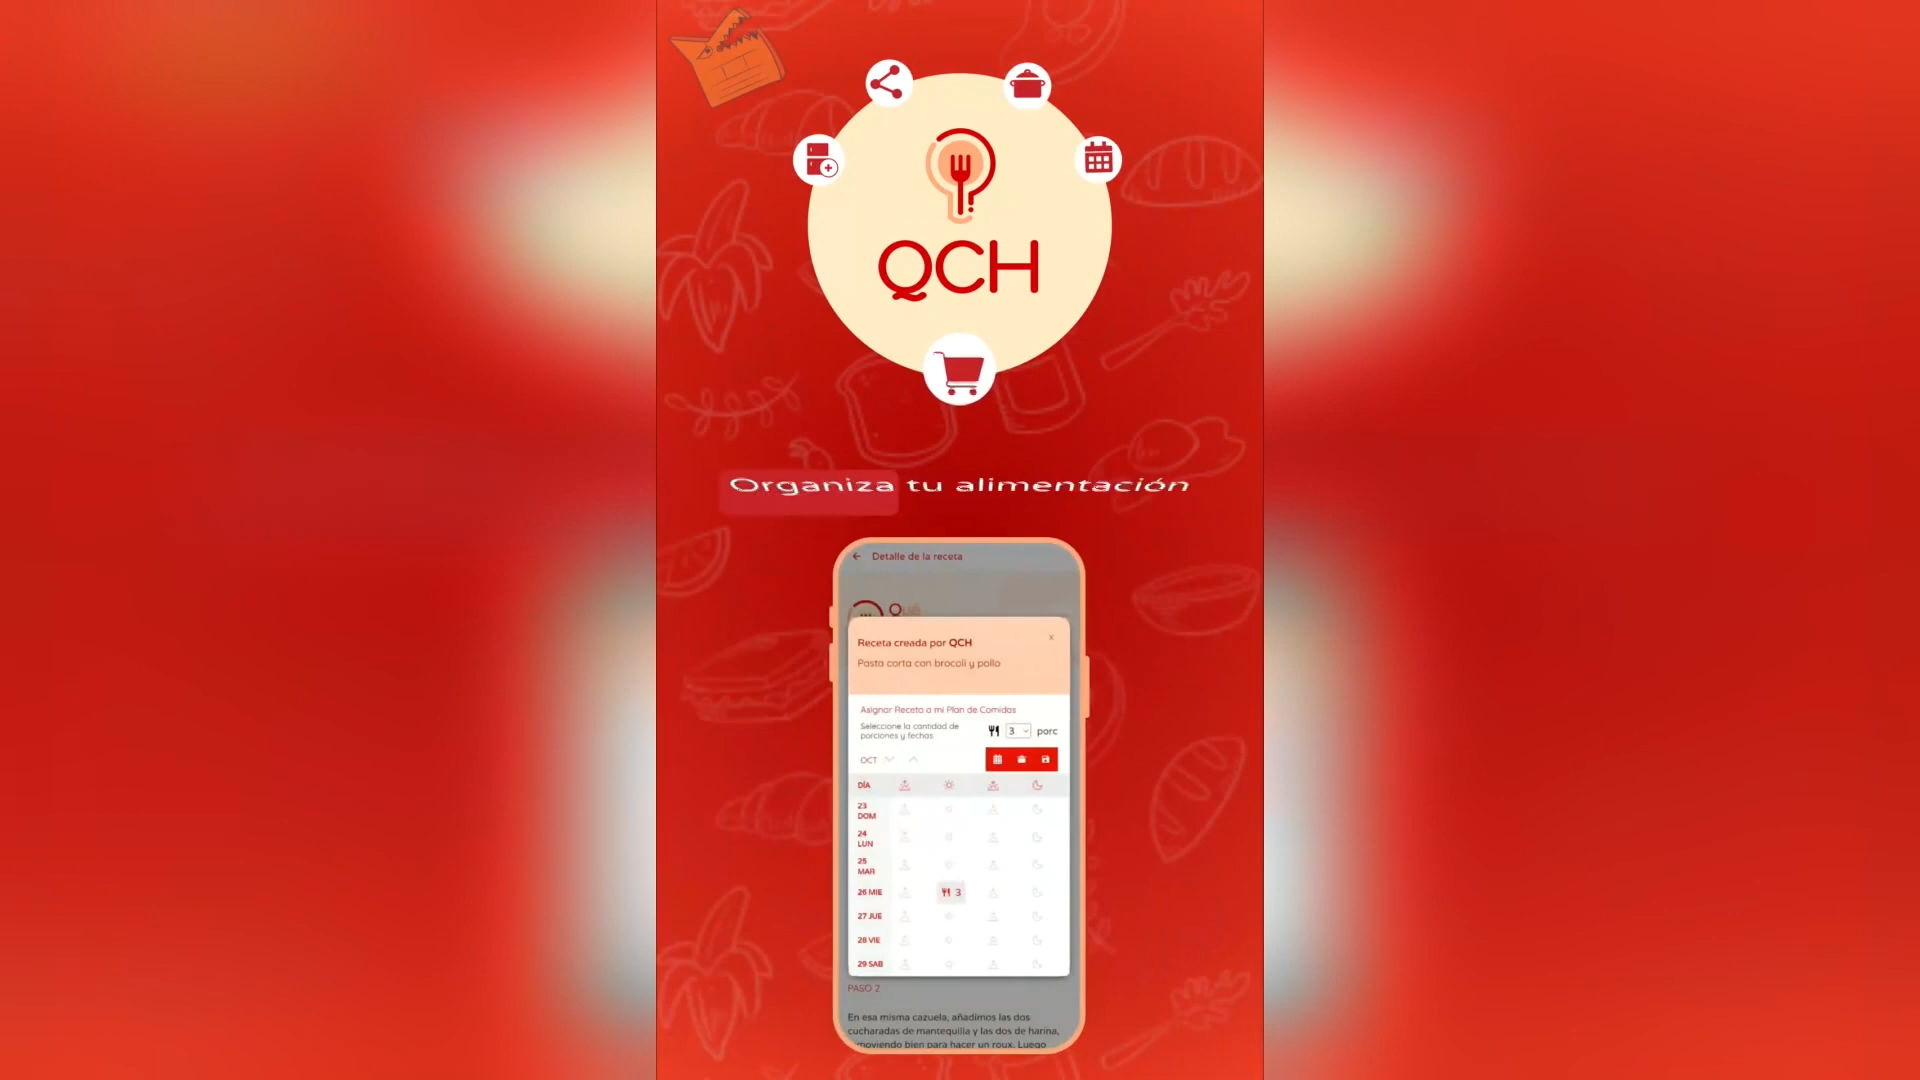 QCH
Organiza tu alimentación
Detalle de la receta
Qué
Receta creada por QCH
x
Pasta corta con brocoli y pollo
Asignar Receta a mi Plan de Comidas
Seleccione la cantidad de
porciones y fechas
3
porc
OCT
DÍA
23
DOM
24
LUN
25
MAR
26 MIE
3
27 JUE
28 VIE
29 SAB
PASO 2
En esa misma cazuela, añadimos las dos
cucharadas de mantequilla y las dos de harina,
moviendo bien para hacer un roux. Luego